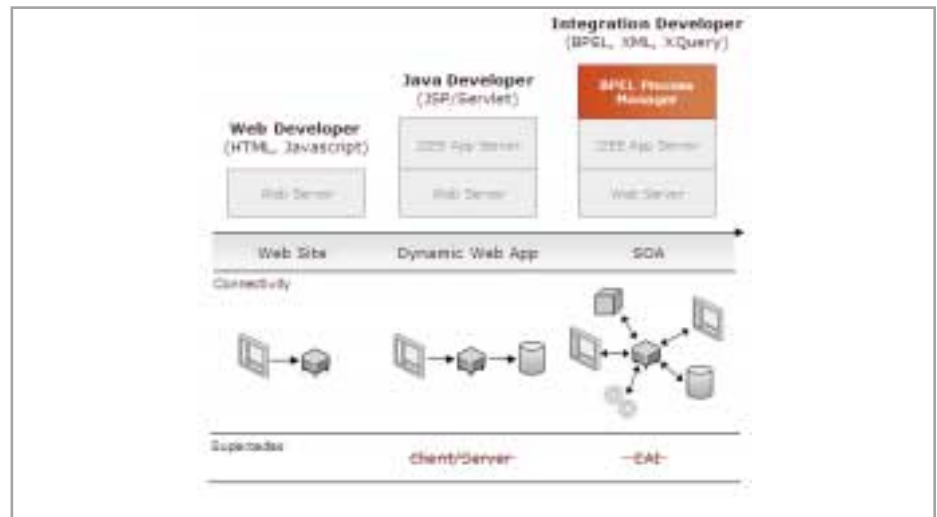 Integration Developer
(BPEL, XML, XQuery)
Java Developer
(JSP/Servlet)
BPEL Process
Manager
Web Developer
(HTML, Javascript)
J2EE App Server
J2EE App Server
Web Server
Web Server
Web Server
Web Site
Dynamic Web App
SOA
Connectivity
Supersedes
Client/Server
EAI